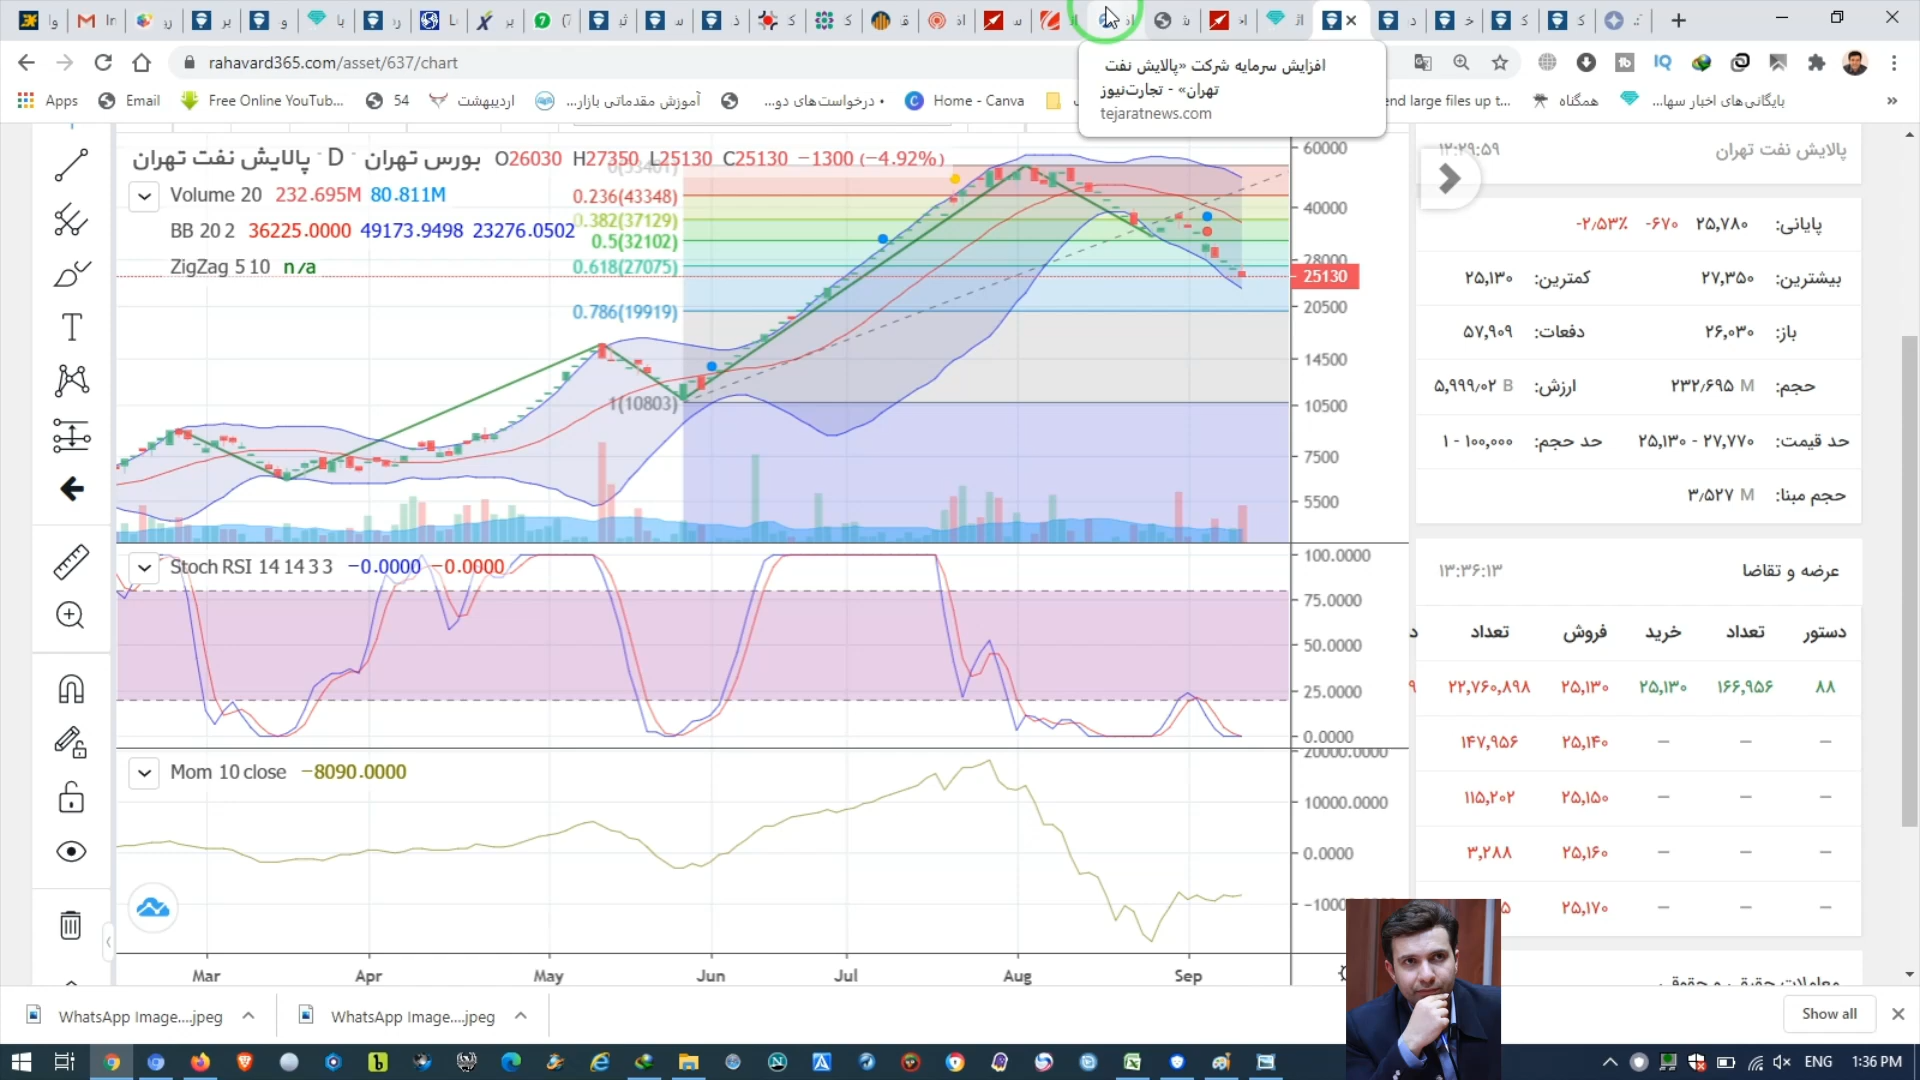 rahavard365.com/asset/637/chart
Apps
Email
Free Online YouTub...
54
اردیبهشت
آموزش مقدماتی بازار...
درخواست‌های دو...
Home - Canva
end large files up t...
همگناه
بایگانی‌های اخبار سها...
»
افزایش سرمایه شرکت «پالایش نفت
تهران» - تجارت‌نیوز
tejaratnews.com
پالایش نفت تهران - D - بورس تهران O26030 H27350 L25130 C25130 −1300 (−4.92%)
Volume 20 232.695M 80.811M
BB 20 2 36225.0000 49173.9498 23276.0502
ZigZag 5 10 n/a
0(53401)
0.236(43348)
0.382(37129)
0.5(32102)
0.618(27075)
0.786(19919)
1(10803)
60000
40000
28000
25130
20500
14500
10500
7500
5500
Stoch RSI 14 14 3 3 −0.0000 −0.0000
100.0000
75.0000
50.0000
25.0000
0.0000
Mom 10 close −8090.0000
20000.0000
10000.0000
0.0000
Mar Apr May Jun Jul Aug Sep
پالایش نفت تهران ۱۲:۲۹:۵۹
پایانی: ۲۵,۷۸۰ -۶۷۰ -۲/۵۳٪
بیشترین: ۲۷,۳۵۰ کمترین: ۲۵,۱۳۰
باز: ۲۶,۰۳۰ دفعات: ۵۷,۹۰۹
حجم: ۲۳۲/۶۹۵ M ارزش: ۵,۹۹۹/۰۲ B
حد قیمت: ۲۵,۱۳۰ - ۲۷,۷۷۰ حد حجم: ۱ - ۱۰۰,۰۰۰
حجم مبنا: ۳/۵۲۷ M
عرضه و تقاضا ۱۳:۳۶:۱۳
دستور تعداد خرید فروش تعداد د
۸۸ ۱۶۶,۹۵۶ ۲۵,۱۳۰ ۲۵,۱۳۰ ۲۲,۷۶۰,۸۹۸ ۹
– – – ۲۵,۱۴۰ ۱۴۷,۹۵۶
– – – ۲۵,۱۵۰ ۱۱۵,۲۰۲
– – – ۲۵,۱۶۰ ۳,۲۸۸
– – – ۲۵,۱۷۰
WhatsApp Image....jpeg
WhatsApp Image....jpeg
Show all
ENG
1:36 PM